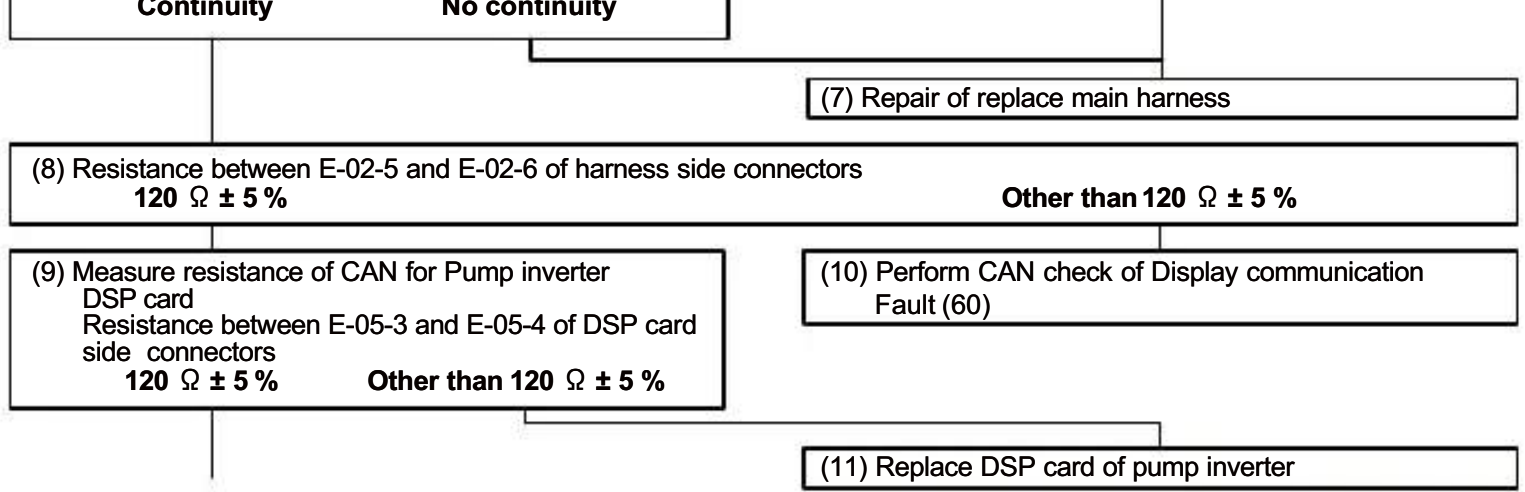 Continuity No continuity
(7) Repair of replace main harness
(8) Resistance between E-02-5 and E-02-6 of harness side connectors
120 Ω ± 5 % Other than 120 Ω ± 5 %
(9) Measure resistance of CAN for Pump inverter
DSP card
Resistance between E-05-3 and E-05-4 of DSP card
side connectors
120 Ω ± 5 % Other than 120 Ω ± 5 %
(10) Perform CAN check of Display communication
Fault (60)
(11) Replace DSP card of pump inverter